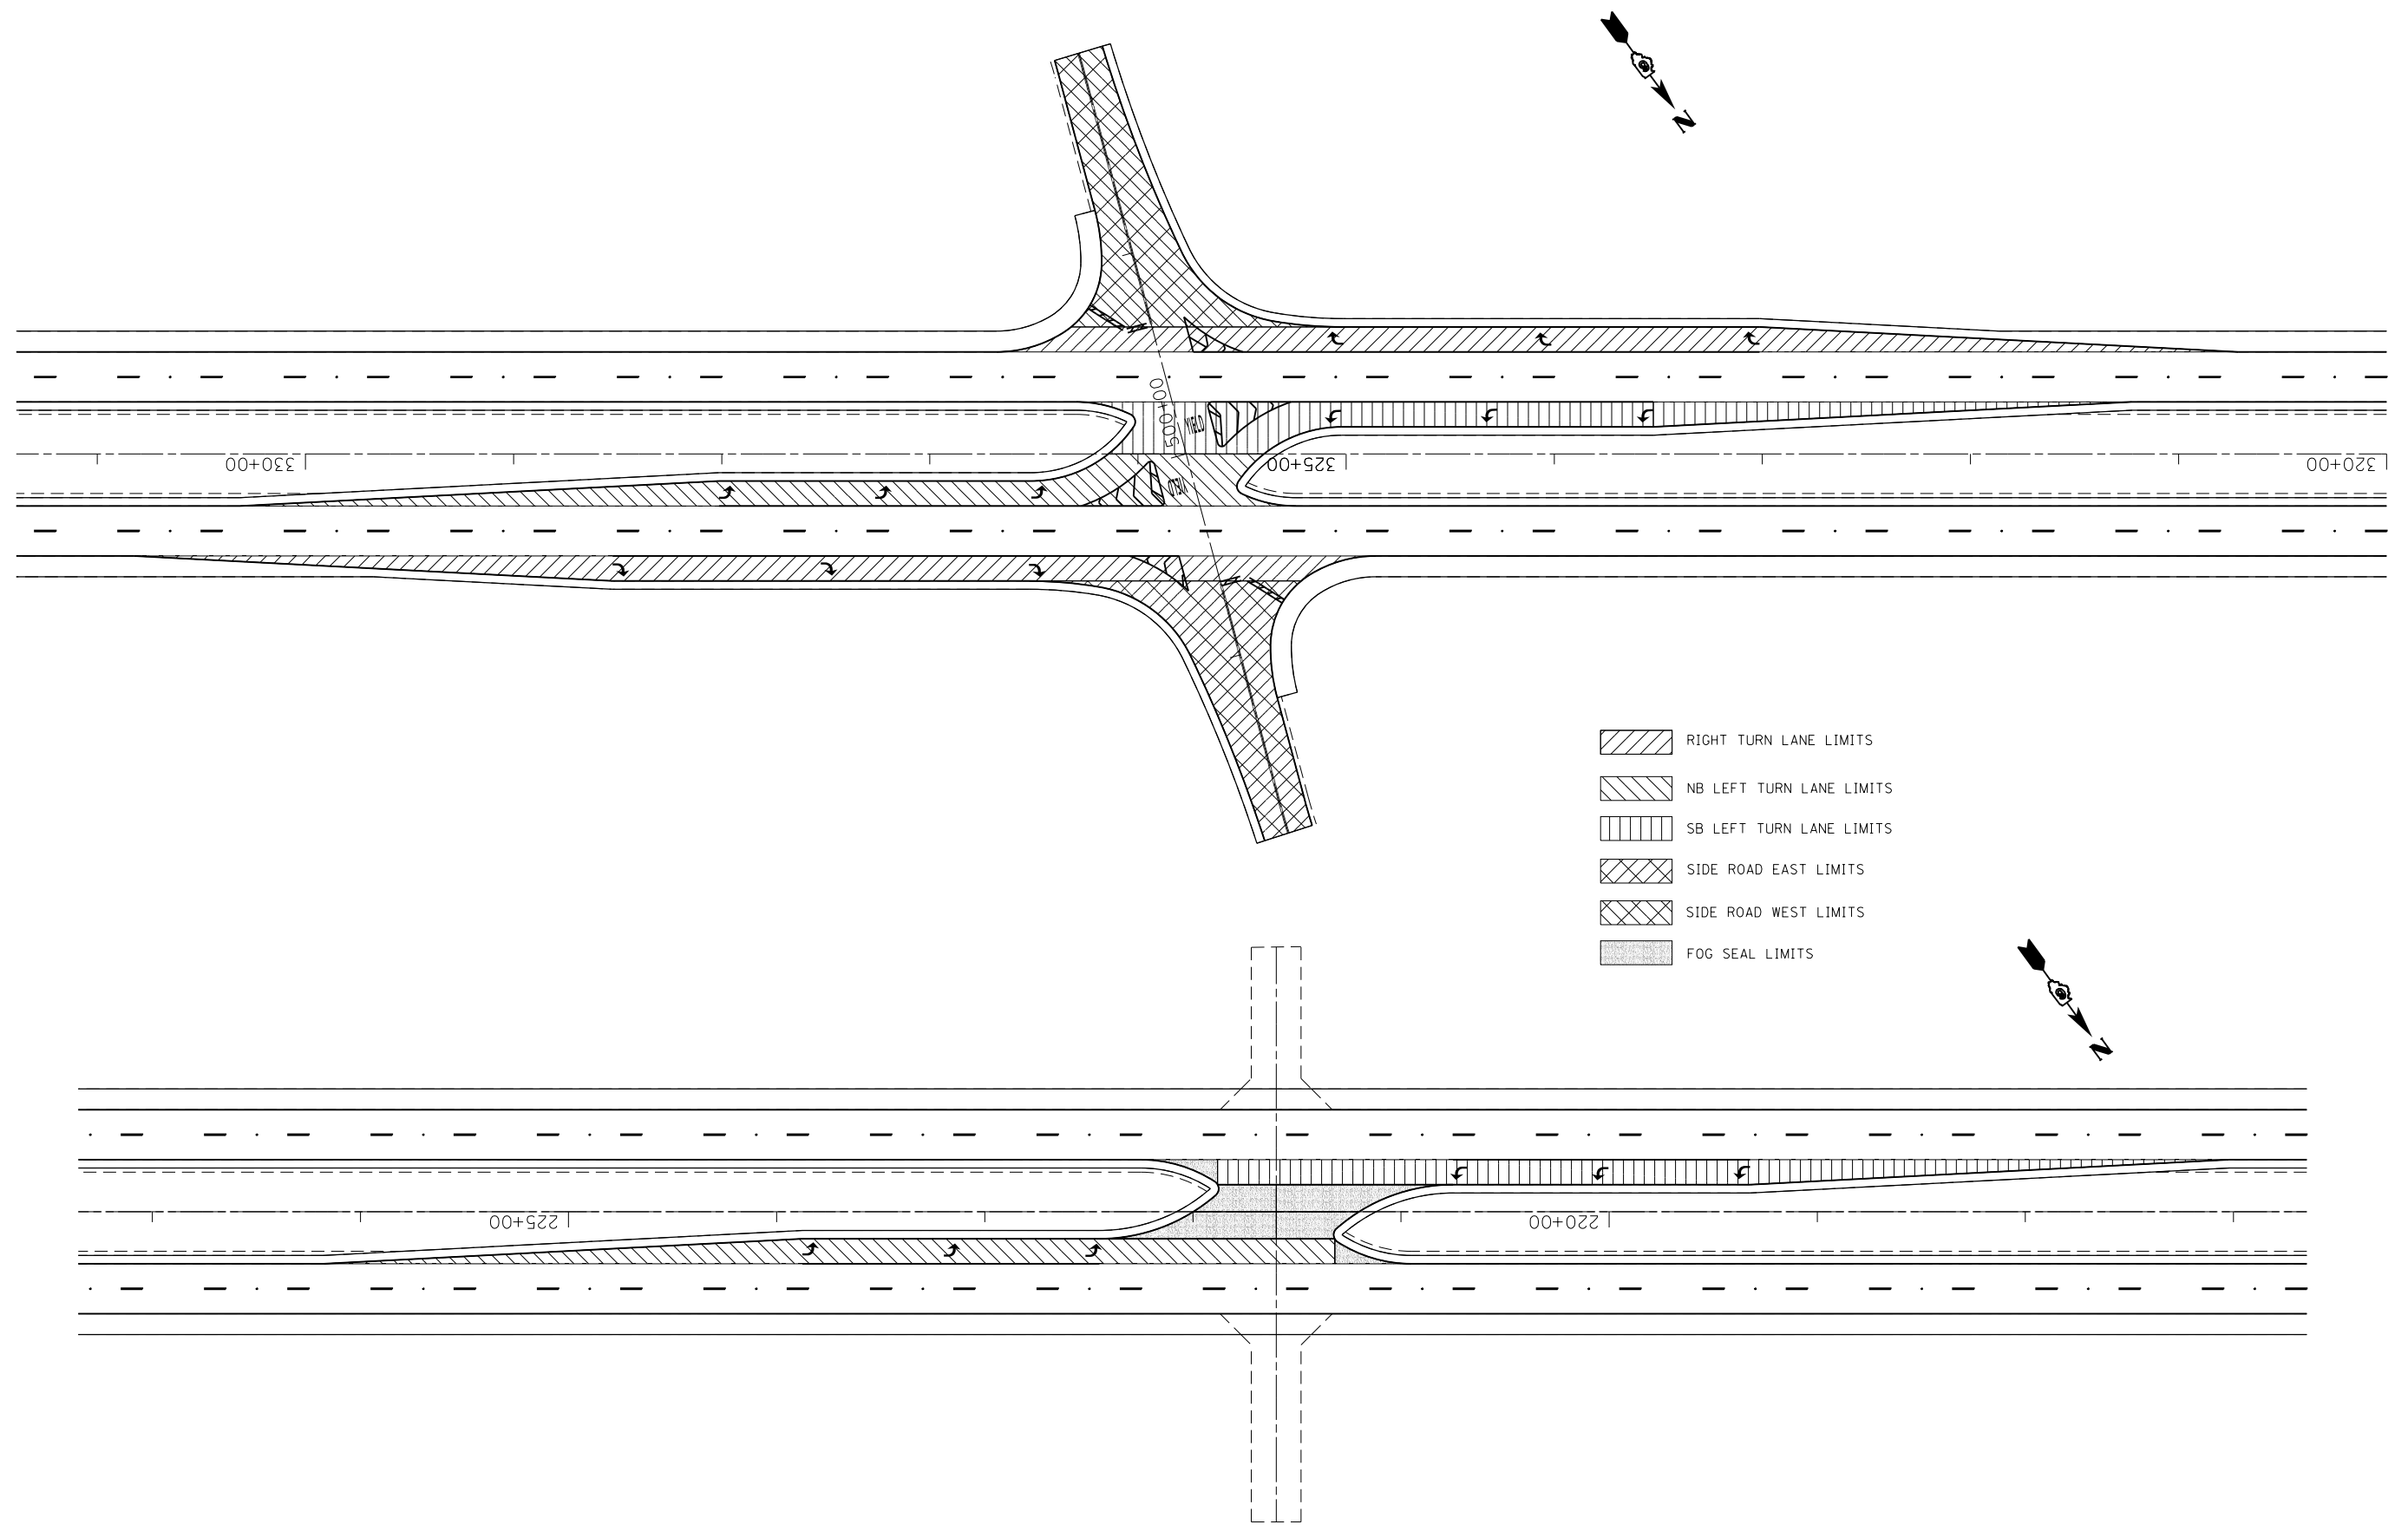 N
500+00
YIELD
330+00
325+00
320+00
YIELD
RIGHT TURN LANE LIMITS
NB LEFT TURN LANE LIMITS
SB LEFT TURN LANE LIMITS
SIDE ROAD EAST LIMITS
SIDE ROAD WEST LIMITS
FOG SEAL LIMITS
N
225+00
220+00